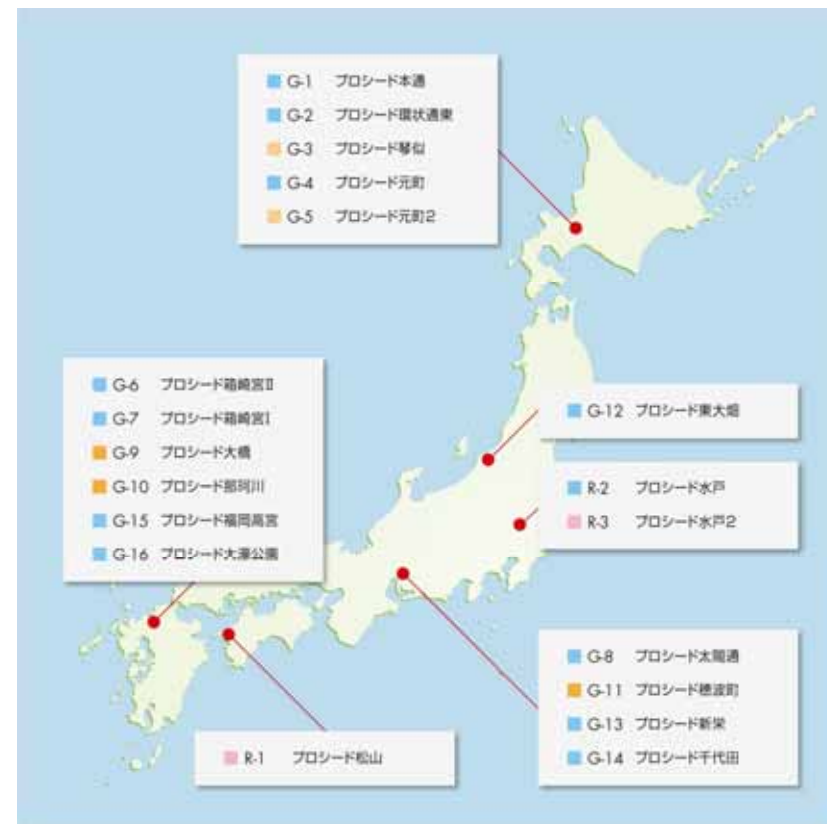 G-1 プロシード本通
G-2 プロシード環状通東
G-3 プロシード琴似
G-4 プロシード元町
G-5 プロシード元町2
G-6 プロシード箱崎宮Ⅱ
G-7 プロシード箱崎宮Ⅰ
G-9 プロシード大橋
G-10 プロシード那珂川
G-15 プロシード福岡高宮
G-16 プロシード大濠公園
G-12 プロシード東大畑
R-2 プロシード水戸
R-3 プロシード水戸2
G-8 プロシード太閤通
G-11 プロシード穂波町
G-13 プロシード新栄
G-14 プロシード千代田
R-1 プロシード松山